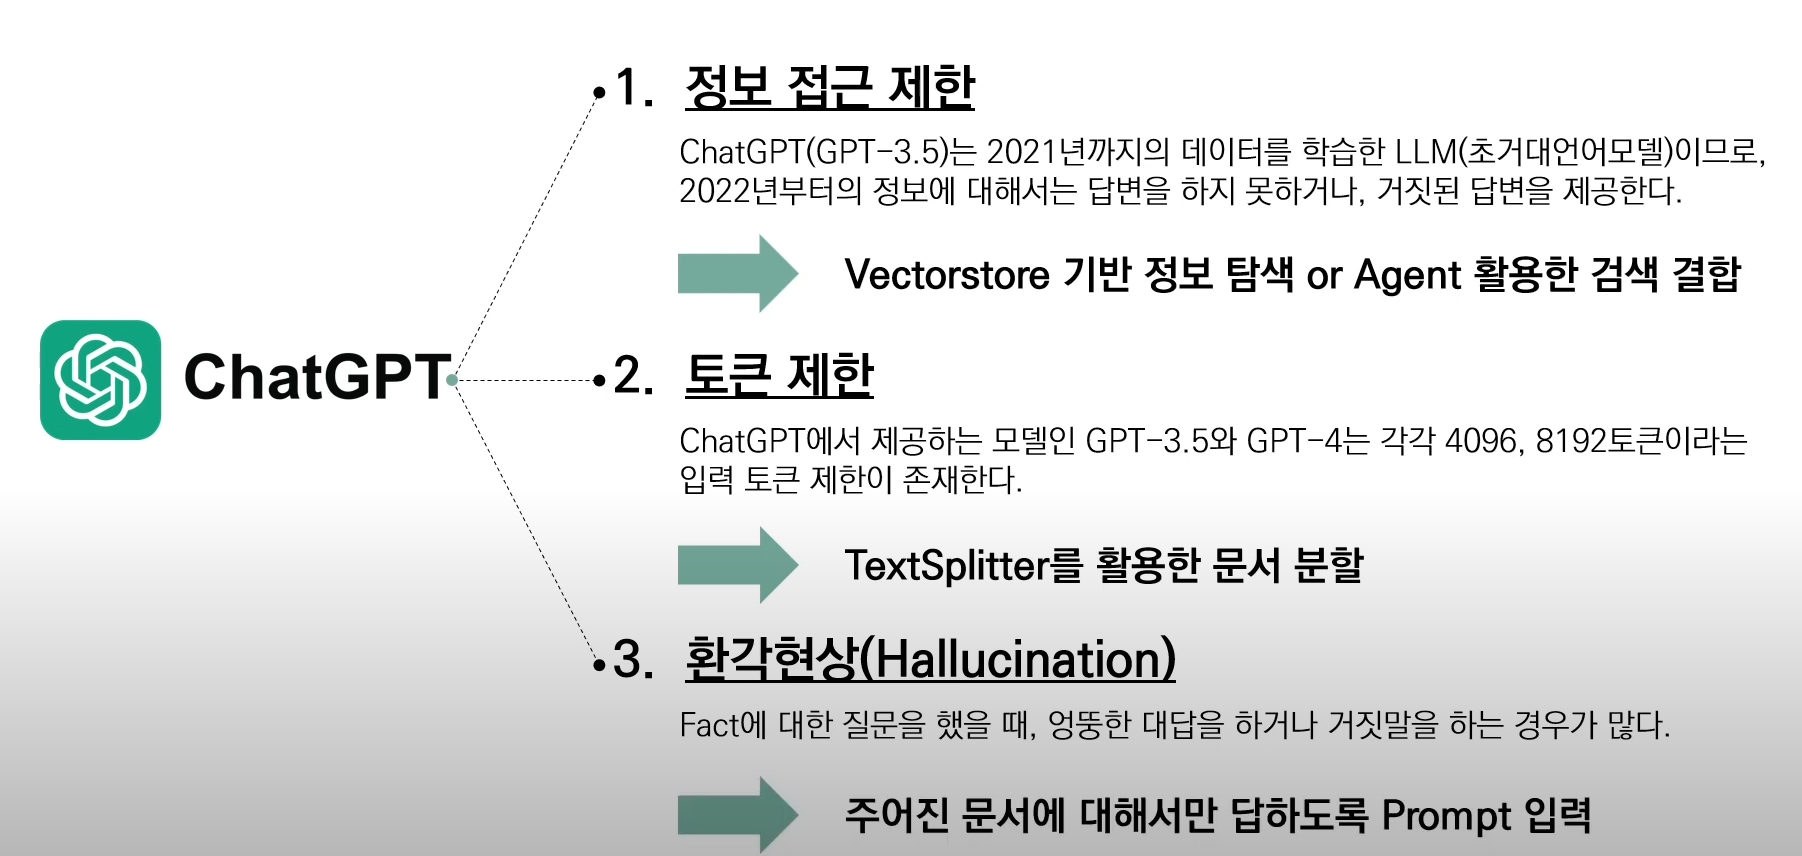 1. 정보 접근 제한
ChatGPT(GPT-3.5)는 2021년까지의 데이터를 학습한 LLM(초거대언어모델)이므로,
2022년부터의 정보에 대해서는 답변을 하지 못하거나, 거짓된 답변을 제공한다.
Vectorstore 기반 정보 탐색 or Agent 활용한 검색 결합
ChatGPT
2. 토큰 제한
ChatGPT에서 제공하는 모델인 GPT-3.5와 GPT-4는 각각 4096, 8192토큰이라는
입력 토큰 제한이 존재한다.
TextSplitter를 활용한 문서 분할
3. 환각현상(Hallucination)
Fact에 대한 질문을 했을 때, 엉뚱한 대답을 하거나 거짓말을 하는 경우가 많다.
주어진 문서에 대해서만 답하도록 Prompt 입력